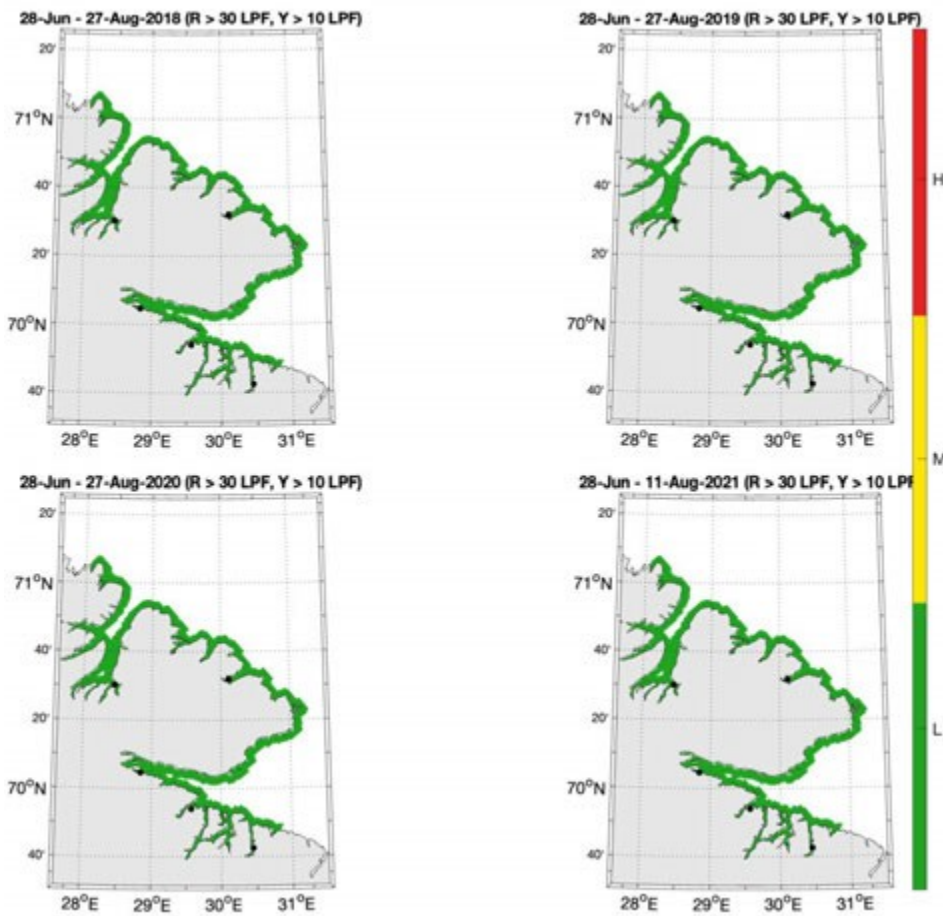 28-Jun - 27-Aug-2018 (R > 30 LPF, Y > 10 LPF)
20'
71°N
40'
20'
70°N
40'
28°E 29°E 30°E 31°E
28-Jun - 27-Aug-2019 (R > 30 LPF, Y > 10 LPF)
20'
71°N
40'
20'
70°N
40'
28°E 29°E 30°E 31°E
28-Jun - 27-Aug-2020 (R > 30 LPF, Y > 10 LPF)
20'
71°N
40'
20'
70°N
40'
28°E 29°E 30°E 31°E
28-Jun - 11-Aug-2021 (R > 30 LPF, Y > 10 LPF
20'
71°N
40'
20'
70°N
40'
28°E 29°E 30°E 31°E
H
M
L